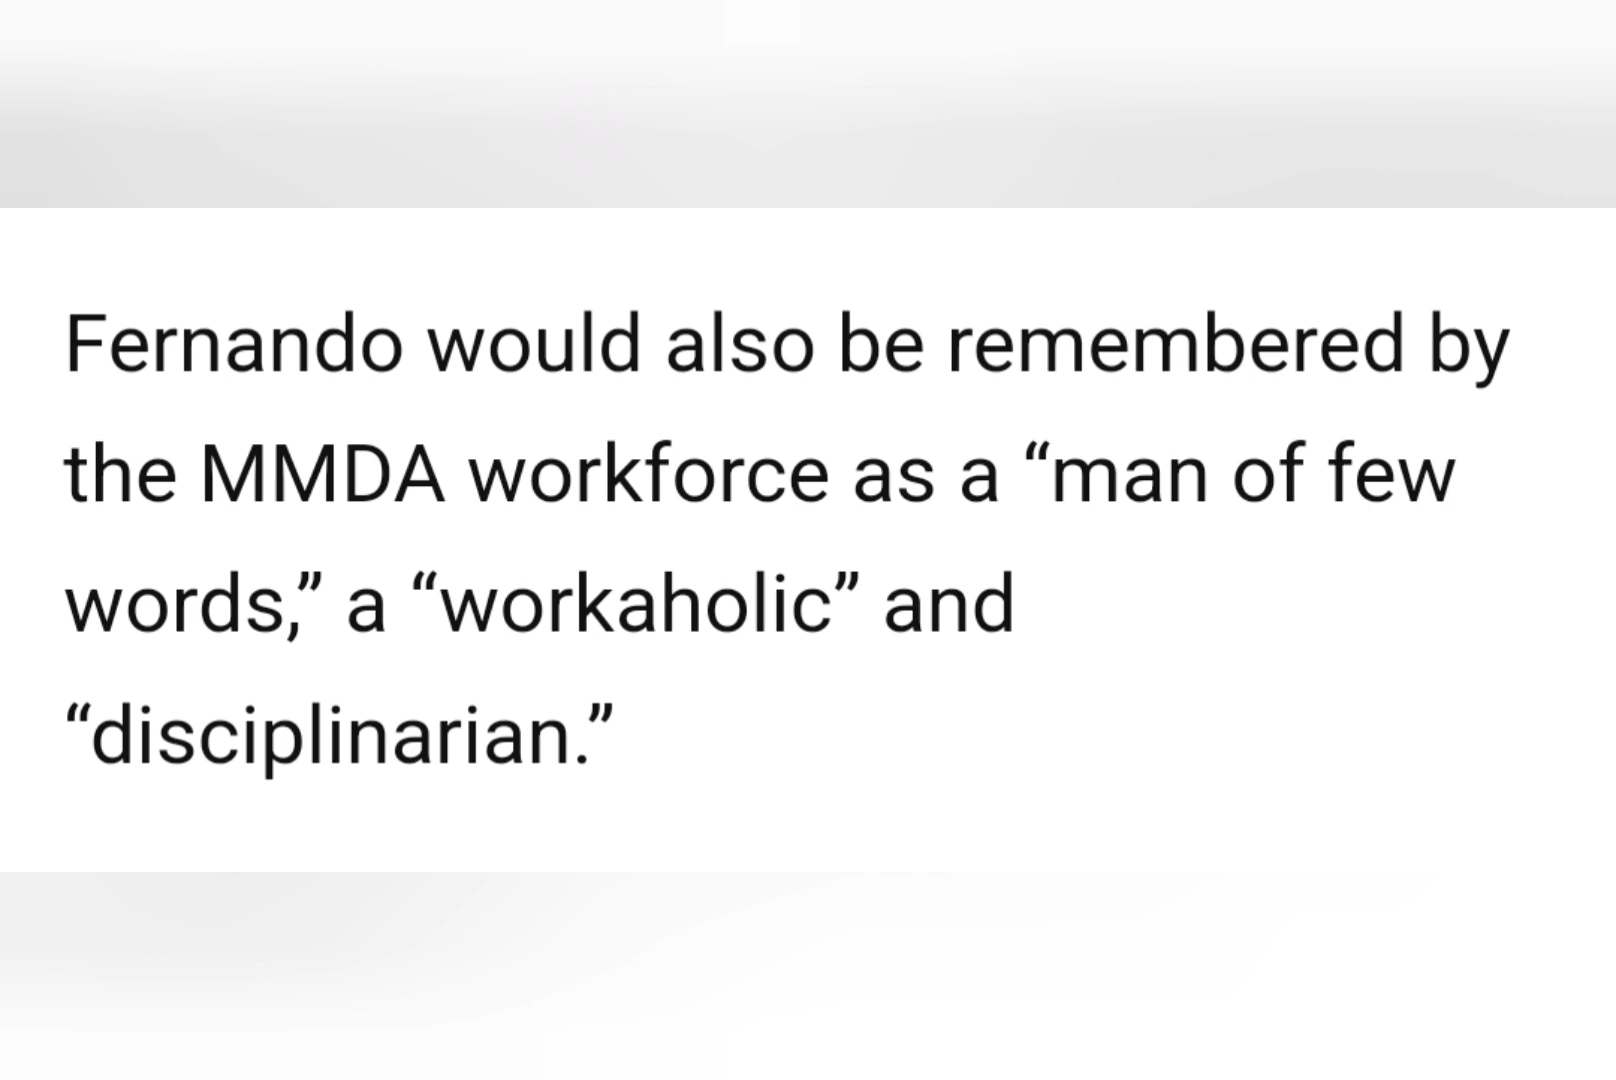 Fernando would also be remembered by
the MMDA workforce as a “man of few
words,” a “workaholic” and
“disciplinarian.”